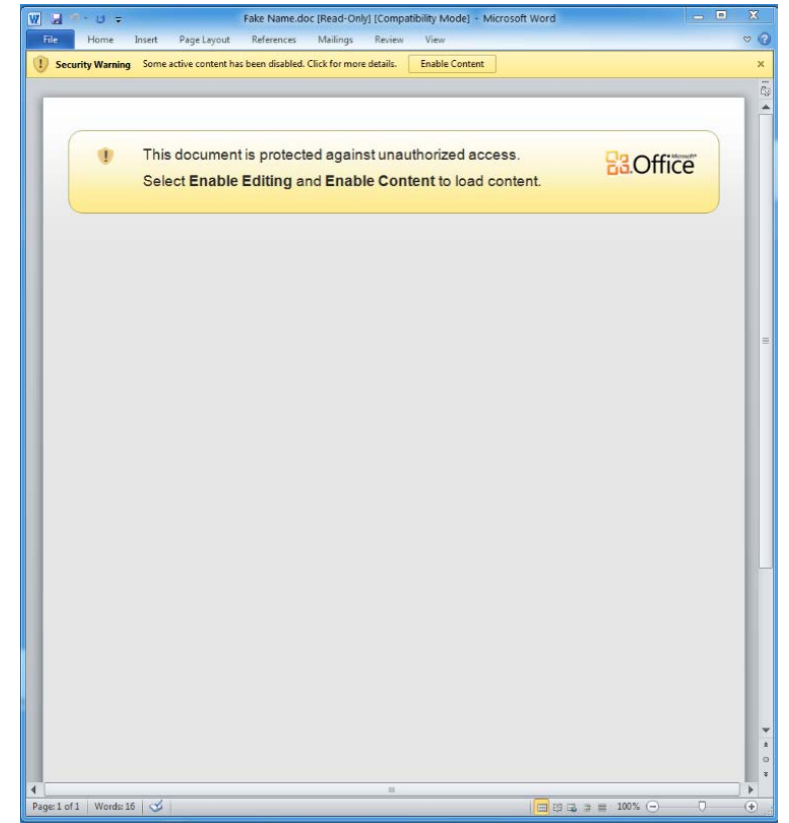 Fake Name.doc [Read-Only] [Compatibility Mode] - Microsoft Word
File Home Insert Page Layout References Mailings Review View
Security Warning Some active content has been disabled. Click for more details. Enable Content
This document is protected against unauthorized access.
Select Enable Editing and Enable Content to load content.
Microsoft®
Office
Page: 1 of 1 Words: 16 100%